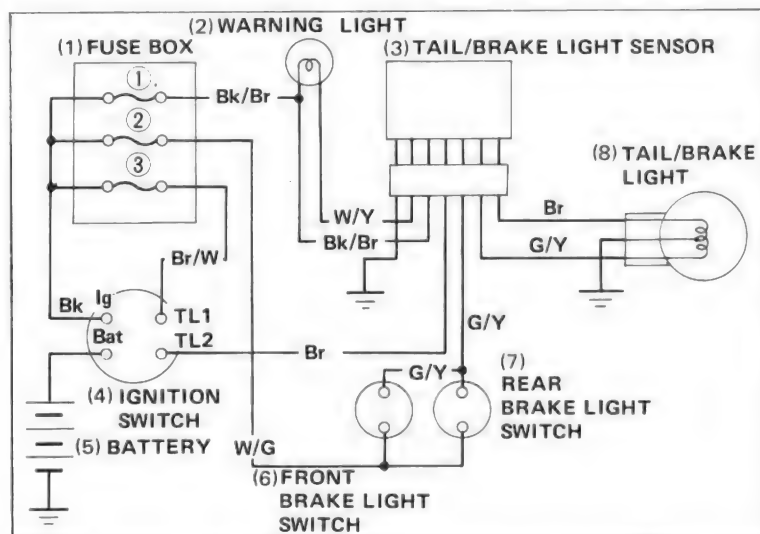 (2) WARNING LIGHT
(1) FUSE BOX
(3) TAIL/BRAKE LIGHT SENSOR
1
Bk/Br
2
(8) TAIL/BRAKE
LIGHT
3
Br
W/Y
G/Y
Bk/Br
Br/W
Bk
Ig
TL1
Bat
TL2
G/Y
Br
(7)
G/Y
REAR
BRAKE LIGHT
SWITCH
(4) IGNITION
SWITCH
(5) BATTERY
W/G
(6) FRONT
BRAKE LIGHT
SWITCH